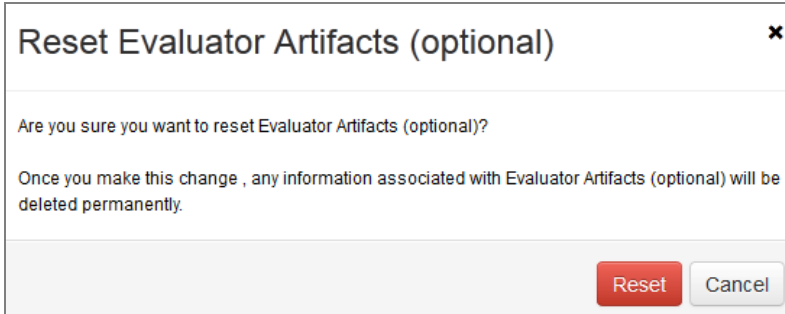 Reset Evaluator Artifacts (optional)
Are you sure you want to reset Evaluator Artifacts (optional)?
Once you make this change , any information associated with Evaluator Artifacts (optional) will be
deleted permanently.
Reset Cancel